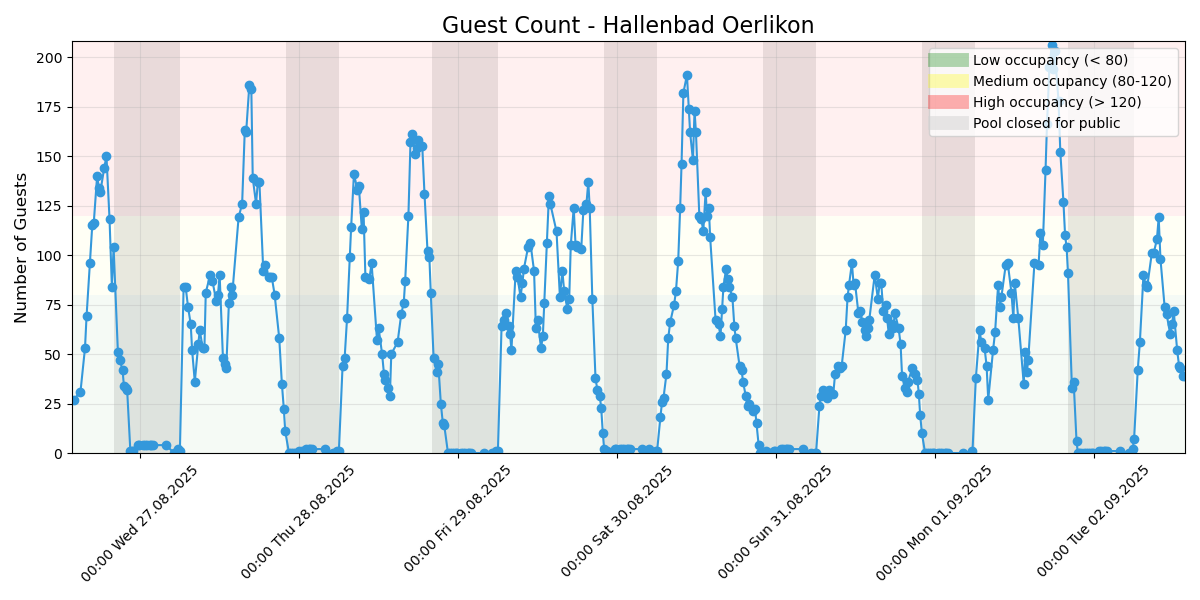 Guest Count - Hallenbad Oerlikon
Number of Guests
200
175
150
125
100
75
50
25
0
Low occupancy (< 80)
Medium occupancy (80-120)
High occupancy (> 120)
Pool closed for public
00:00 Wed 27.08.2025
00:00 Thu 28.08.2025
00:00 Fri 29.08.2025
00:00 Sat 30.08.2025
00:00 Sun 31.08.2025
00:00 Mon 01.09.2025
00:00 Tue 02.09.2025